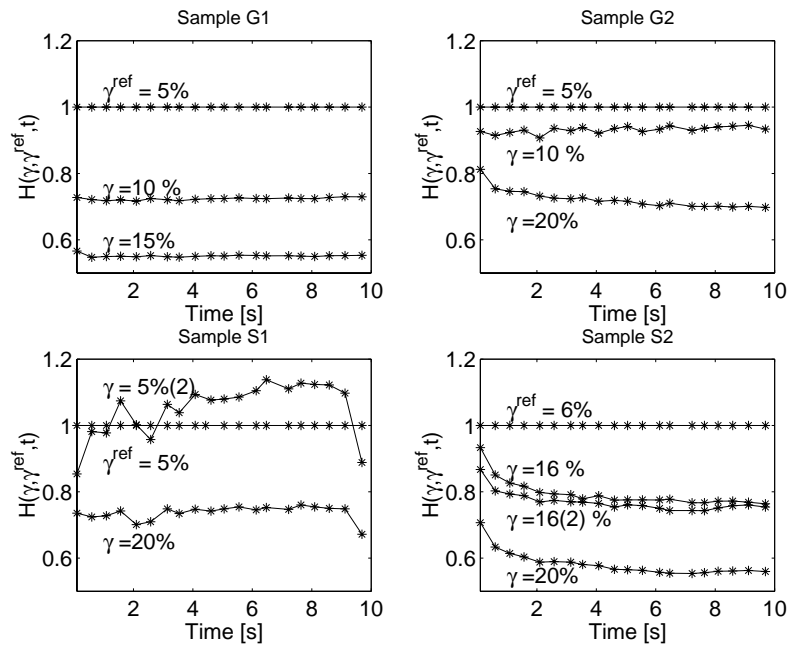 Sample G1
1.2
1
0.8
0.6
H(γ,γ^ref,t)
γ^ref = 5%
γ=10 %
γ=15%
2 4 6 8 10
Time [s]
Sample G2
1.2
1
0.8
0.6
H(γ,γ^ref,t)
γ^ref = 5%
γ=10 %
γ=20%
2 4 6 8 10
Time [s]
Sample S1
1.2
1
0.8
0.6
H(γ,γ^ref,t)
γ = 5%(2)
γ^ref = 5%
γ=20%
2 4 6 8 10
Time [s]
Sample S2
1.2
1
0.8
0.6
H(γ,γ^ref,t)
γ^ref = 6%
γ=16 %
γ=16(2) %
γ=20%
2 4 6 8 10
Time [s]